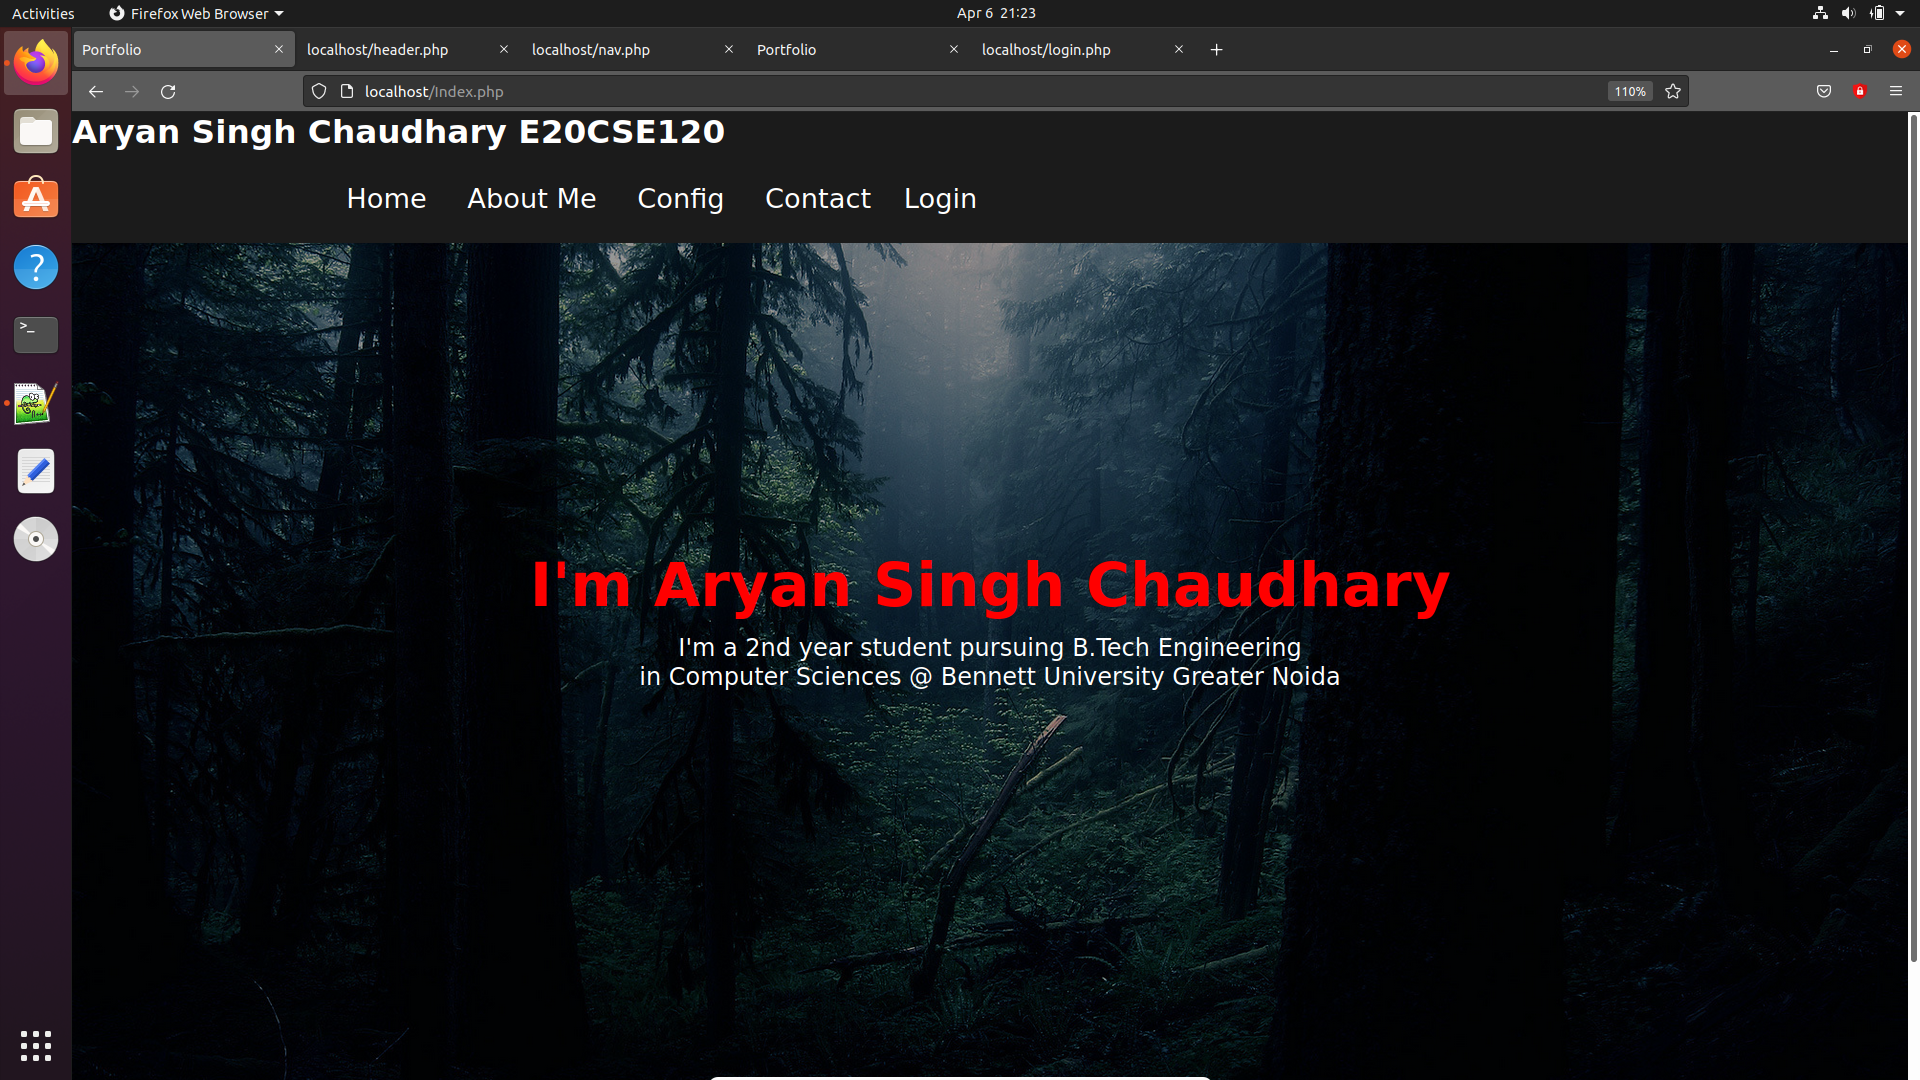 Activities
Firefox Web Browser
Apr 6 21:23
Portfolio
localhost/header.php
localhost/nav.php
Portfolio
localhost/login.php
localhost/Index.php
110%
Aryan Singh Chaudhary E20CSE120
Home About Me Config Contact Login
I'm Aryan Singh Chaudhary
I'm a 2nd year student pursuing B.Tech Engineering
in Computer Sciences @ Bennett University Greater Noida